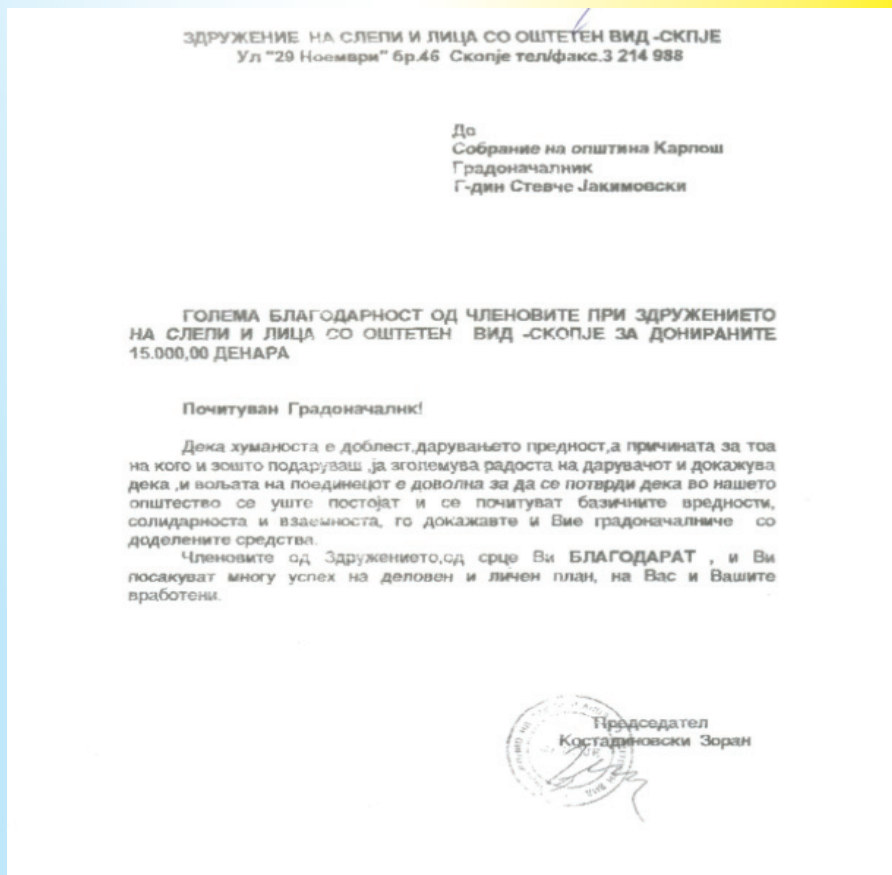 ЗДРУЖЕНИЕ НА СЛЕПИ И ЛИЦА СО ОШТЕТЕН ВИД -СКПЈЕ
Ул "29 Ноември" бр.46 Скопје тел/факс.3 214 988
До
Собрание на општина Карпош
Градоначалник
Г-дин Стевче Јакимовски
ГОЛЕМА БЛАГОДАРНОСТ ОД ЧЛЕНОВИТЕ ПРИ ЗДРУЖЕНИЕТО
НА СЛЕПИ И ЛИЦА СО ОШТЕТЕН ВИД -СКОПЈЕ ЗА ДОНИРАНИТЕ
15.000,00 ДЕНАРА
Почитуван Градоначалнк!
Дека хуманоста е доблест,дарувањето предност,а причината за тоа
на кого и зошто подаруваш ,ја зголемува радоста на дарувачот и докажува
дека ,и вољата на поединецот е доволна за да се потврди дека во нашето
општество се уште постојат и се почитуват базичните вредности,
солидарноста и взаемноста, го докажавте и Вие градоначалниче со
доделените средства.
Членовите од Здружението,од срце Ви БЛАГОДАРАТ , и Ви
посакуват многу успех на деловен и личен план, на Вас и Вашите
вработени.
Председател
Костадиновски Зоран